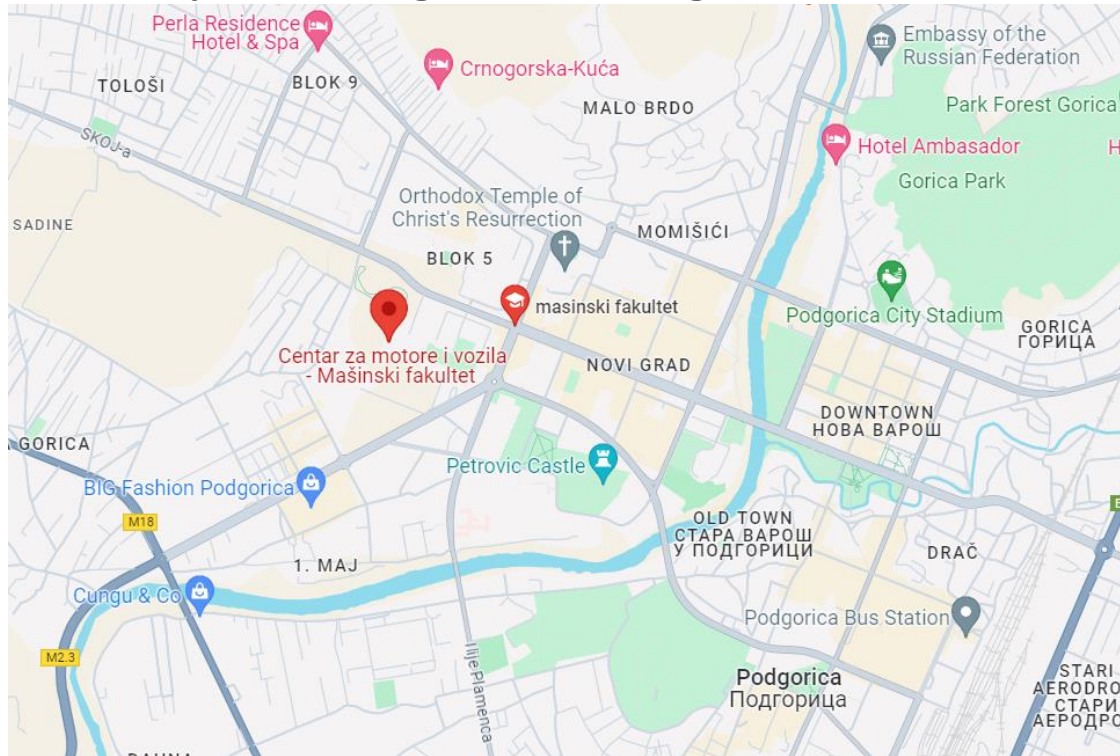 Perla Residence
Hotel & Spa
Embassy of the
Russian Federation
TOLOŠI
BLOK 9
Crnogorska-Kuća
MALO BRDO
Park Forest Gorica
SKOJ-a
Hotel Ambasador
H
Gorica Park
Orthodox Temple of
Christ's Resurrection
SADINE
MOMIŠIĆI
BLOK 5
masinski fakultet
Podgorica City Stadium
GORICA
ГОРИЦА
Centar za motore i vozila
- Mašinski fakultet
NOVI GRAD
DOWNTOWN
НОВА ВАРОШ
GORICA
Petrovic Castle
BIG Fashion Podgorica
M18
OLD TOWN
СТАРА ВАРОШ
У ПОДГОРИЦИ
DRAČ
1. MAJ
Cungu & Co
Podgorica Bus Station
M2.3
Ilije Plamenca
Podgorica
Подгорица
STARI
AERODRO
СТАРИ
АЕРОДРО